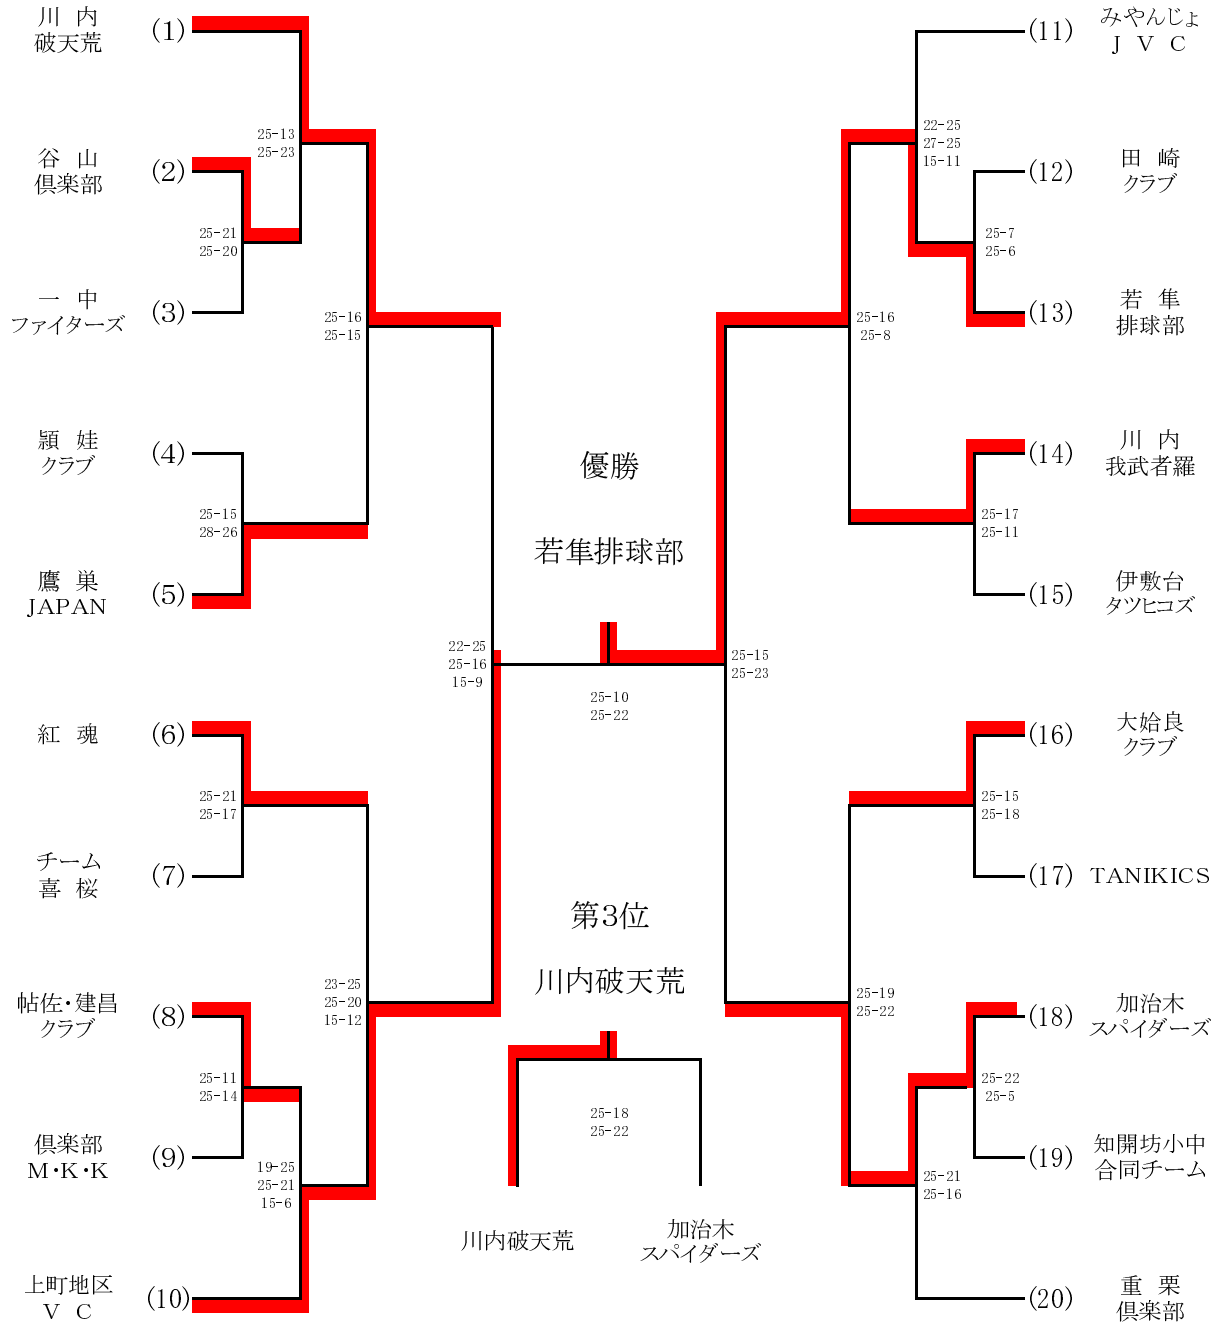 川 内
破天荒
(1)
25-13
25-23
谷 山
倶楽部
(2)
25-21
25-20
一 中
ファイターズ
(3)
25-16
25-15
頴 娃
クラブ
(4)
25-15
28-26
鷹 巣
JAPAN
(5)
22-25
25-16
15-9
紅 魂
(6)
25-21
25-17
チーム
喜 桜
(7)
23-25
25-20
15-12
帖佐・建昌
クラブ
(8)
25-11
25-14
倶楽部
M・K・K
(9)
19-25
25-21
15-6
上町地区
V C
(10)
優勝
若隼排球部
25-10
25-22
第3位
川内破天荒
25-18
25-22
川内破天荒
加治木
スパイダーズ
みやんじょ
J V C
(11)
22-25
27-25
15-11
田 崎
クラブ
(12)
25-7
25-6
若 隼
排球部
(13)
25-16
25-8
川 内
我武者羅
(14)
25-17
25-11
伊敷台
タツヒコズ
(15)
25-15
25-23
大姶良
クラブ
(16)
25-15
25-18
TANIKICS
(17)
25-19
25-22
加治木
スパイダーズ
(18)
25-22
25-5
知開坊小中
合同チーム
(19)
25-21
25-16
重 栗
倶楽部
(20)